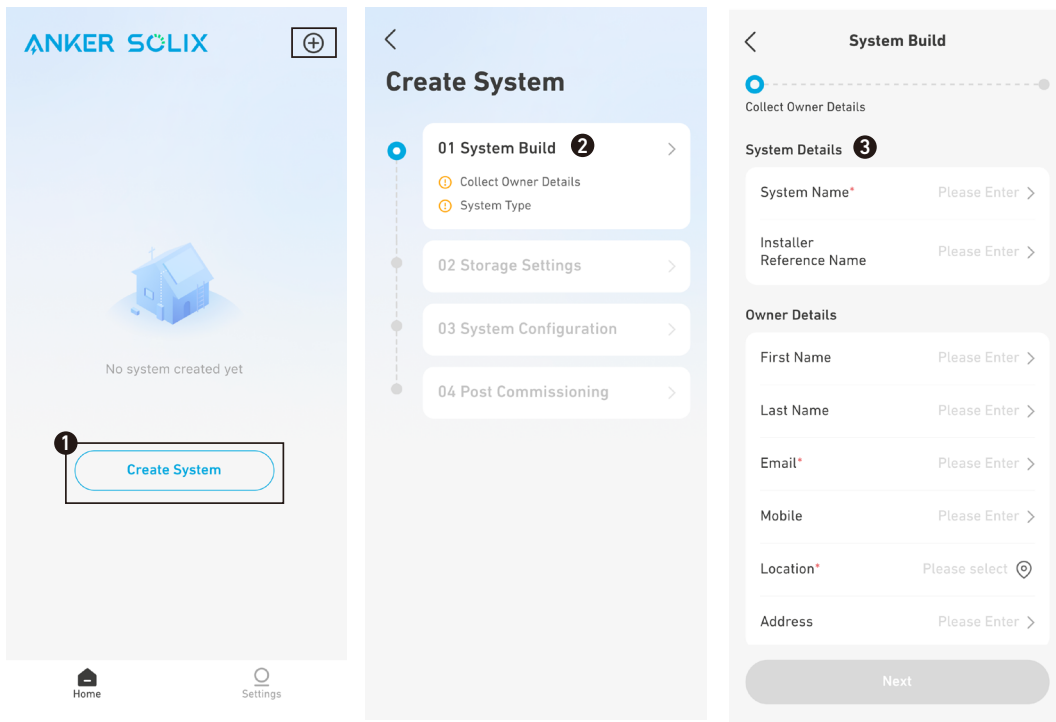 ANKER SOLIX
No system created yet
1
Create System
Home
Settings
Create System
01 System Build
2
Collect Owner Details
System Type
02 Storage Settings
03 System Configuration
04 Post Commissioning
System Build
Collect Owner Details
System Details
3
System Name* Please Enter
Installer
Reference Name Please Enter
Owner Details
First Name Please Enter
Last Name Please Enter
Email* Please Enter
Mobile Please Enter
Location* Please select
Address Please Enter
Next